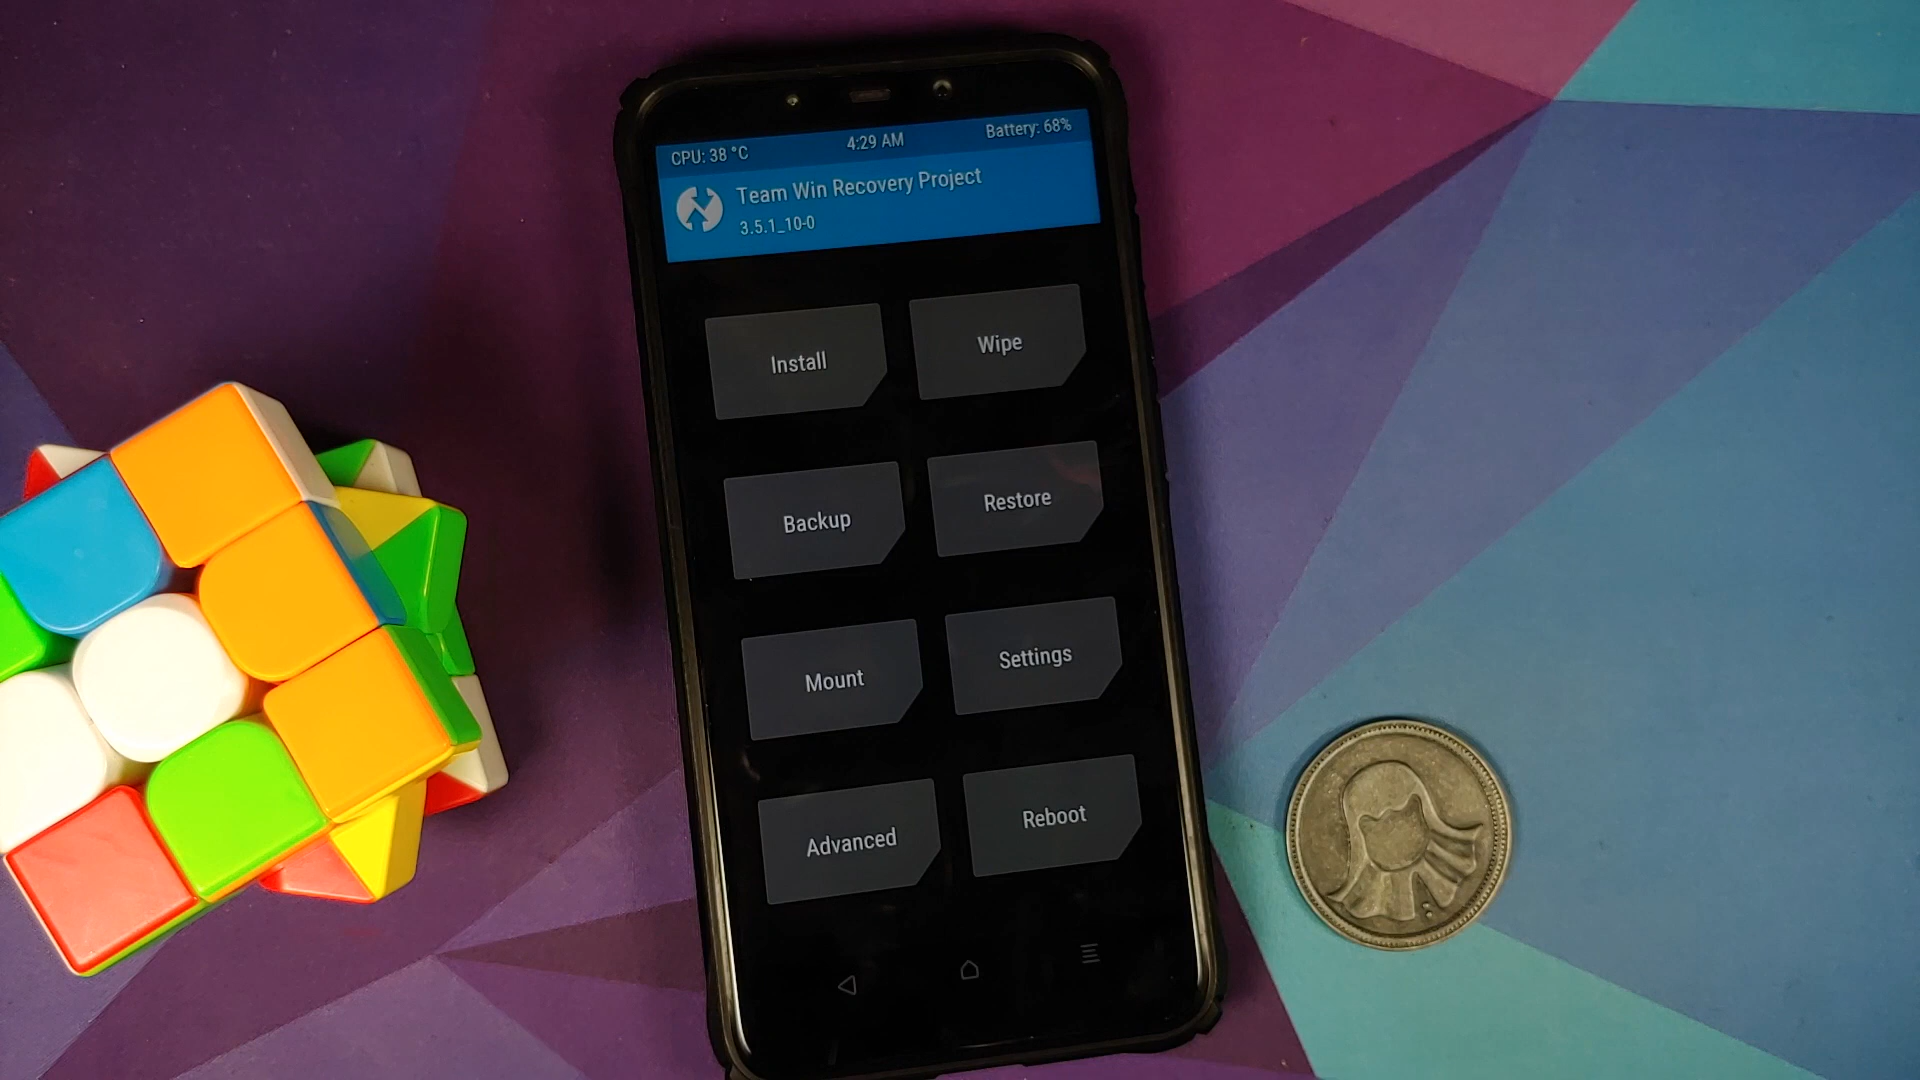 CPU: 38 °C 4:29 AM Battery: 68%
Team Win Recovery Project
3.5.1_10-0
Install Wipe
Backup Restore
Mount Settings
Advanced Reboot